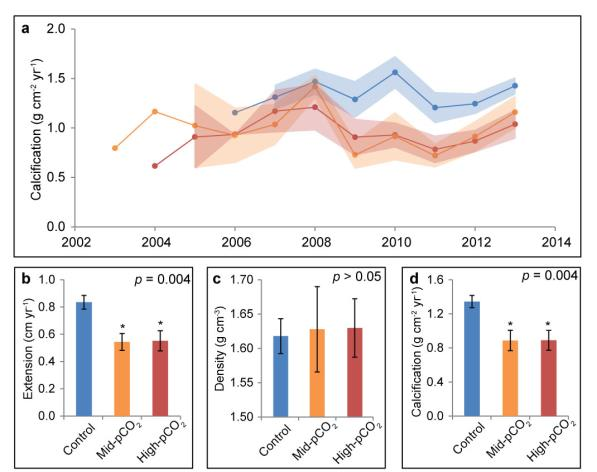 a
2.0
1.5
1.0
0.5
0.0
Calcification (g cm⁻² yr⁻¹)
2002 2004 2006 2008 2010 2012 2014
b
p = 0.004
1.0
0.8
0.6
0.4
0.2
0.0
Extension (cm yr⁻¹)
*
*
Control
Mid-pCO₂
High-pCO₂
c
p > 0.05
1.70
1.65
1.60
1.55
1.50
Density (g cm⁻³)
Control
Mid-pCO₂
High-pCO₂
d
p = 0.004
1.6
1.2
0.8
0.4
0.0
Calcification (g cm⁻² yr⁻¹)
*
*
Control
Mid-pCO₂
High-pCO₂